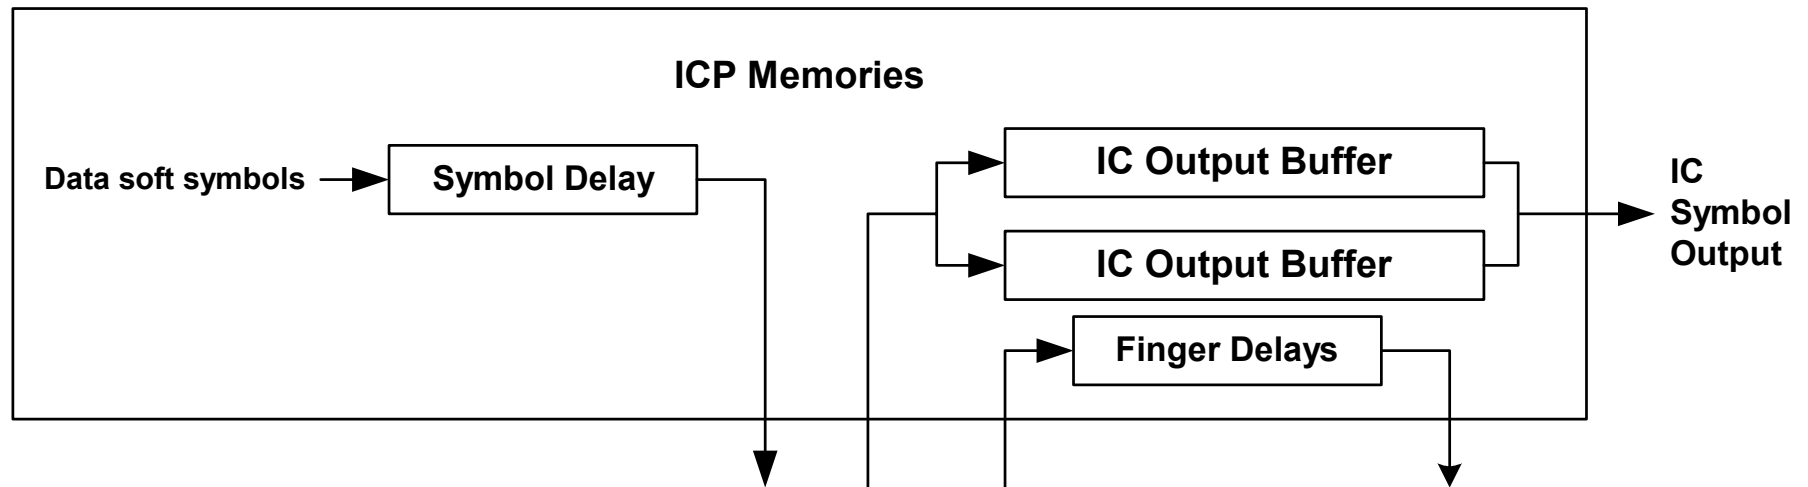 ICP Memories
Data soft symbols
Symbol Delay
IC Output Buffer
IC Output Buffer
Finger Delays
IC
Symbol
Output